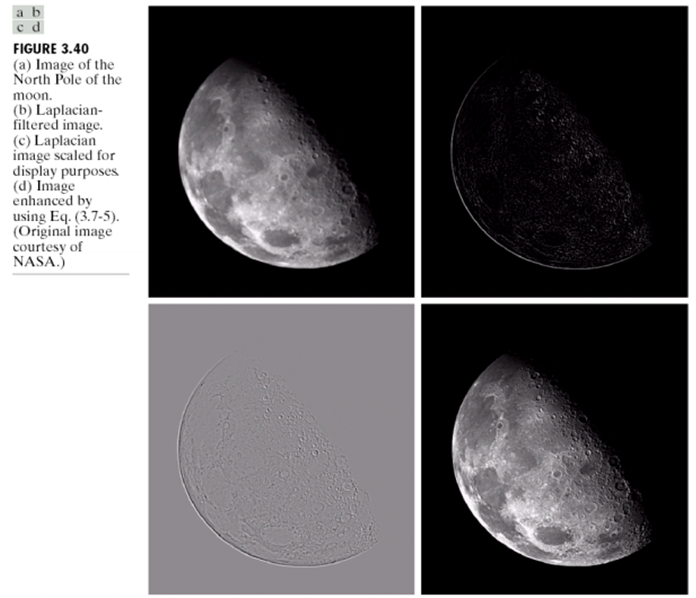 a b
c d
FIGURE 3.40
(a) Image of the
North Pole of the
moon.
(b) Laplacian-
filtered image.
(c) Laplacian
image scaled for
display purposes.
(d) Image
enhanced by
using Eq. (3.7-5).
(Original image
courtesy of
NASA.)